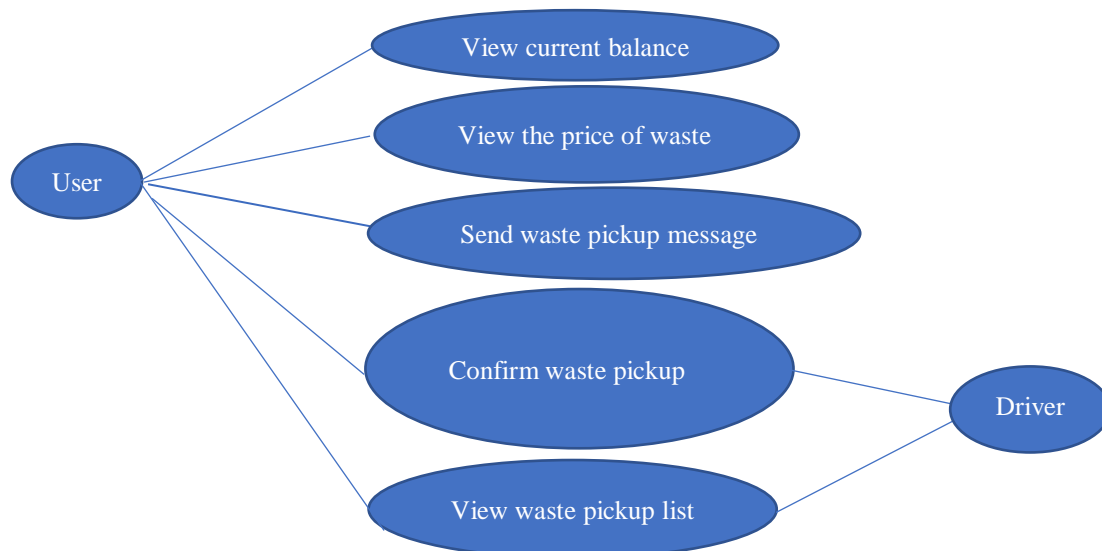 View current balance
View the price of waste
User
Send waste pickup message
Confirm waste pickup
Driver
View waste pickup list